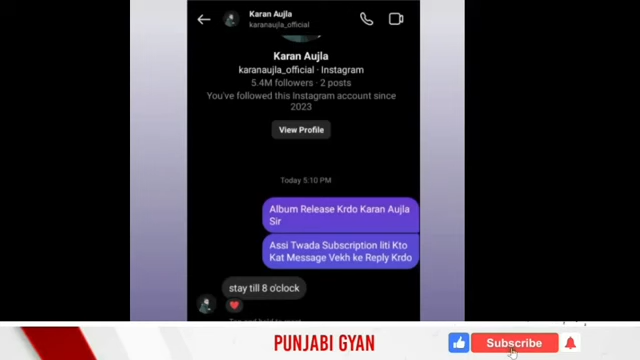 Karan Aujla
karanaujla_official
Karan Aujla
karanaujla_official · Instagram
5.4M followers · 2 posts
You've followed this Instagram account since
2023
View Profile
Today 5.10 PM
Album Release Krdo Karan Aujla
Sir
Assi Twada Subscription liti Kto
Kat Message Vekh ke Reply Krdo
stay till 8 o'clock
PUNJABI GYAN
Subscribe